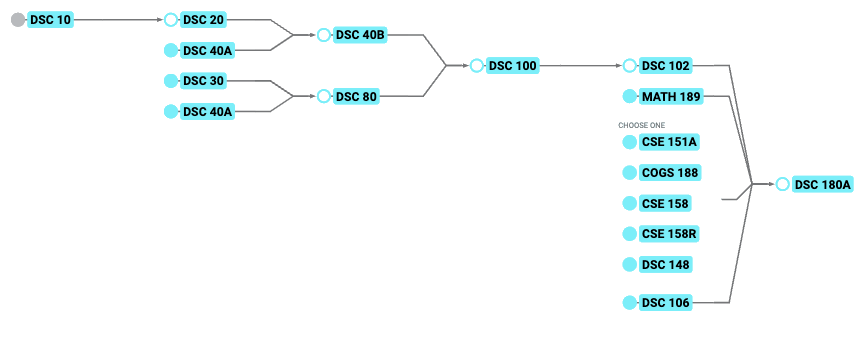 DSC 10
DSC 20
DSC 40A
DSC 30
DSC 40A
DSC 40B
DSC 80
DSC 100
DSC 102
MATH 189
CHOOSE ONE
CSE 151A
COGS 188
CSE 158
CSE 158R
DSC 148
DSC 106
DSC 180A